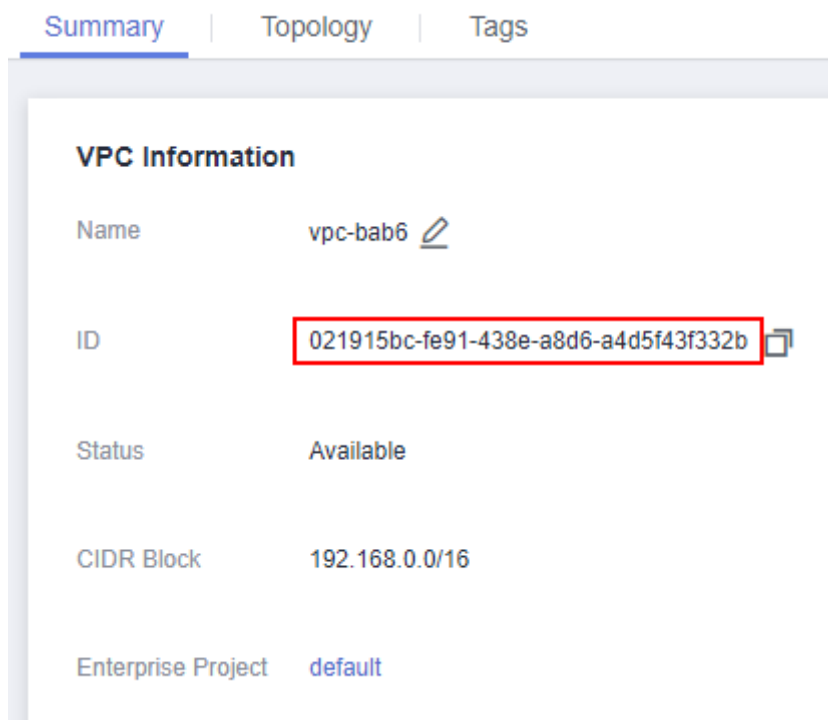 Summary Topology Tags
VPC Information
Name vpc-bab6
ID 021915bc-fe91-438e-a8d6-a4d5f43f332b
Status Available
CIDR Block 192.168.0.0/16
Enterprise Project default